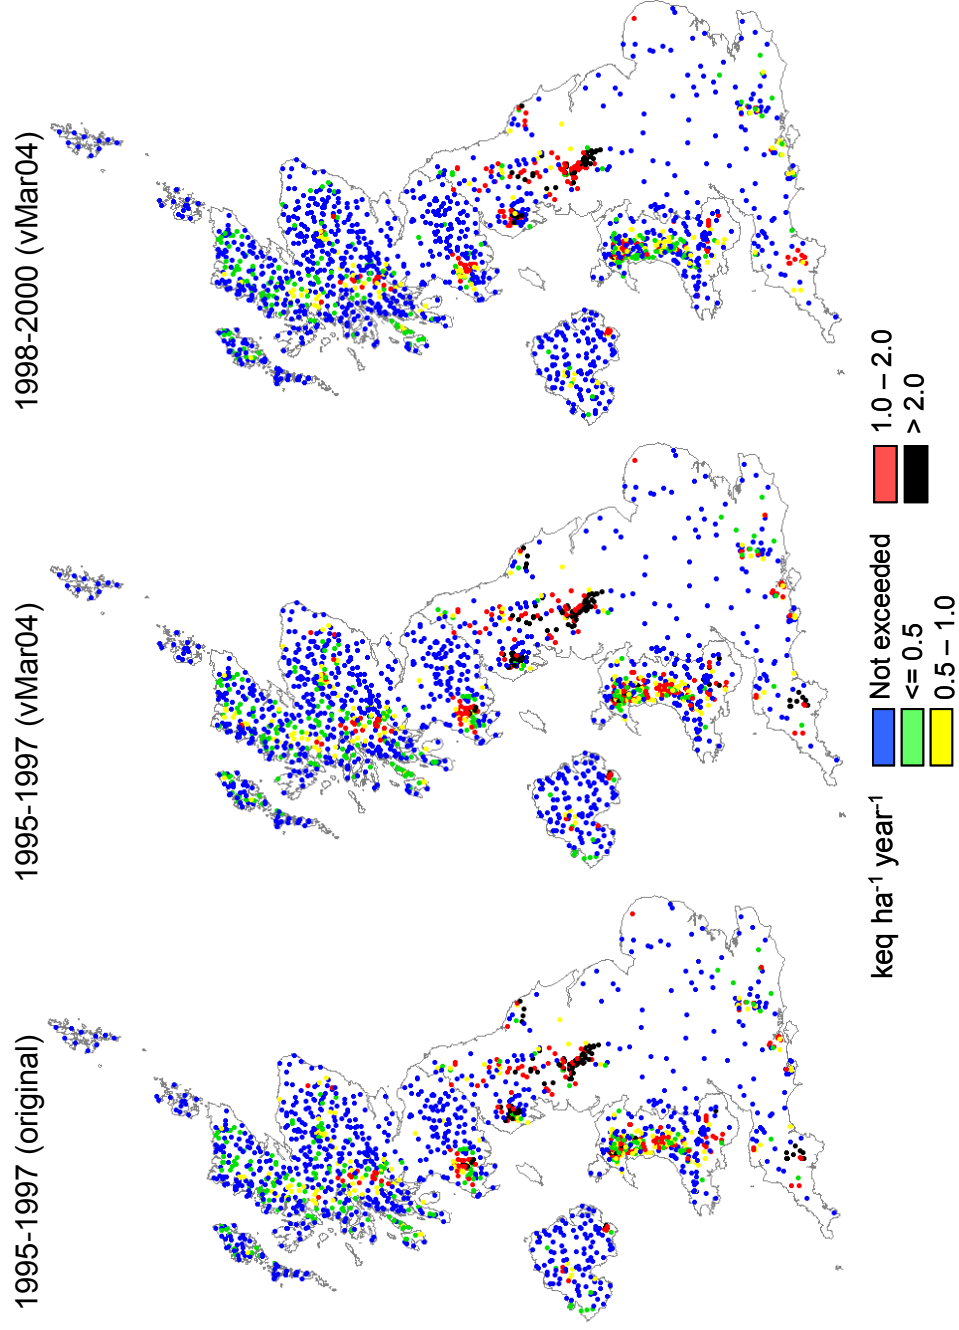 1995-1997 (original)
1995-1997 (vMar04)
1998-2000 (vMar04)
keq ha⁻¹ year⁻¹
Not exceeded
<= 0.5
0.5 – 1.0
1.0 – 2.0
> 2.0